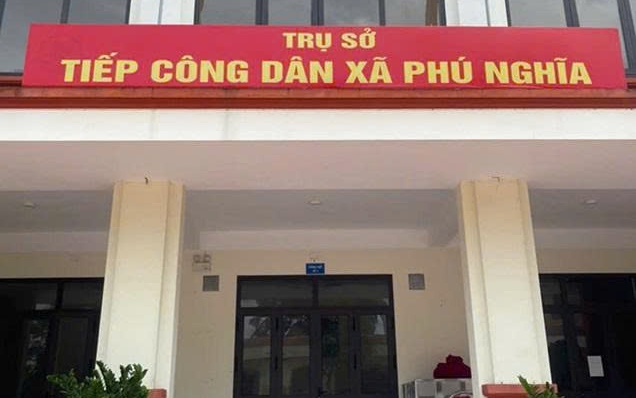 TRỤ SỞ
TIẾP CÔNG DÂN XÃ PHÚ NGHĨA